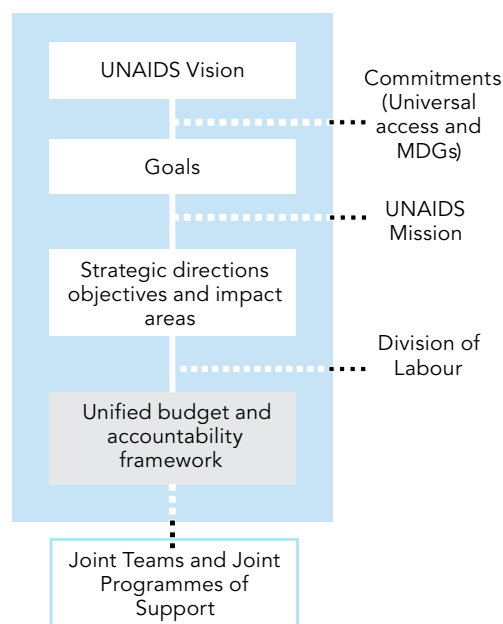 UNAIDS Vision
Commitments
(Universal
access and
MDGs)
Goals
UNAIDS
Mission
Strategic directions
objectives and impact
areas
Division of
Labour
Unified budget and
accountability
framework
Joint Teams and Joint
Programmes of
Support